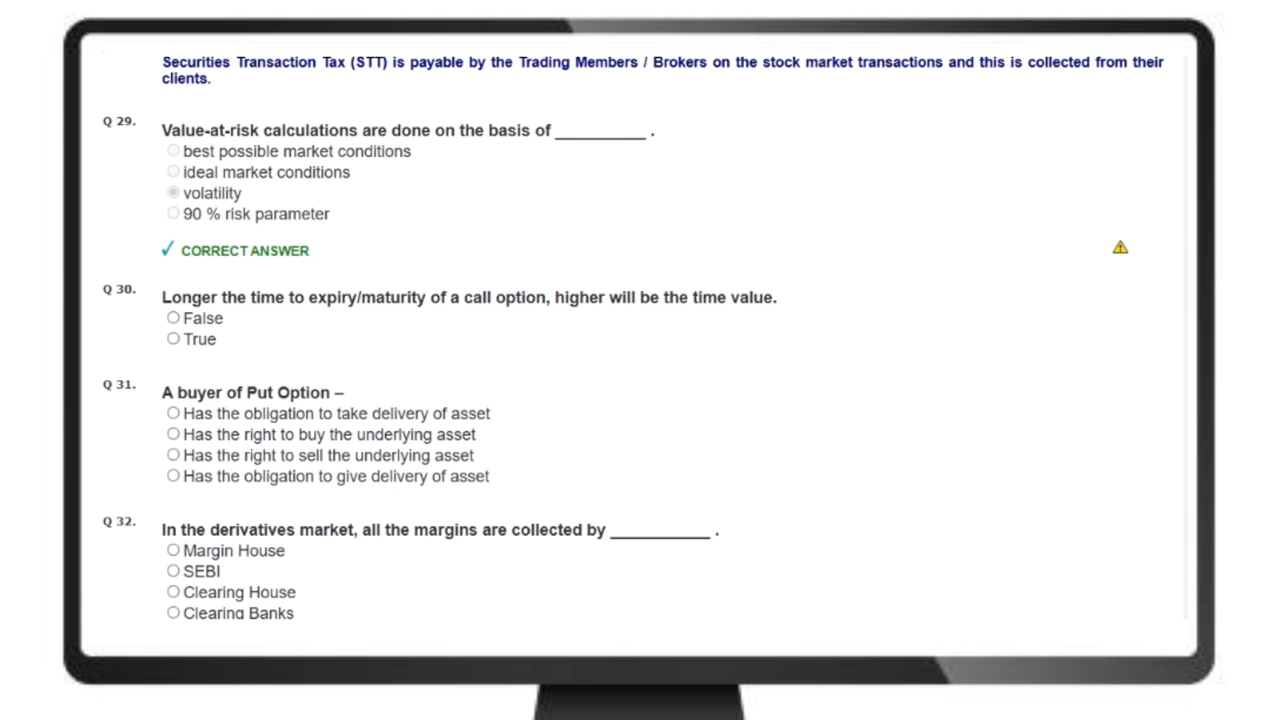 Securities Transaction Tax (STT) is payable by the Trading Members / Brokers on the stock market transactions and this is collected from their
clients.
Q 29.
Value-at-risk calculations are done on the basis of __________ .
best possible market conditions
ideal market conditions
volatility
90 % risk parameter
✓ CORRECT ANSWER
Q 30.
Longer the time to expiry/maturity of a call option, higher will be the time value.
False
True
Q 31.
A buyer of Put Option –
Has the obligation to take delivery of asset
Has the right to buy the underlying asset
Has the right to sell the underlying asset
Has the obligation to give delivery of asset
Q 32.
In the derivatives market, all the margins are collected by ___________ .
Margin House
SEBI
Clearing House
Clearing Banks